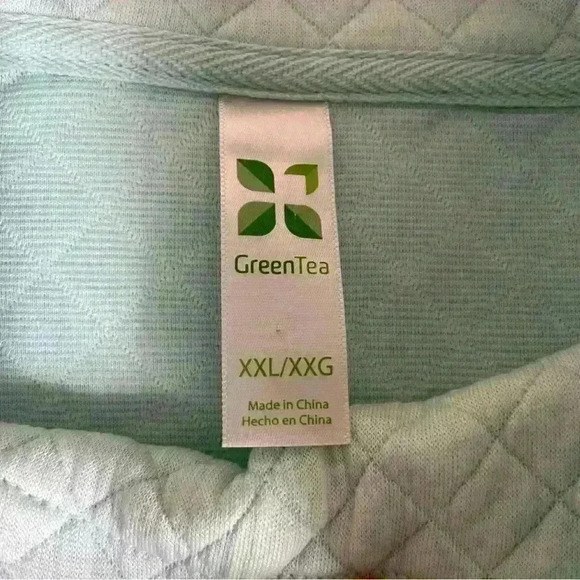 GreenTea
XXL/XXG
Made in China
Hecho en China